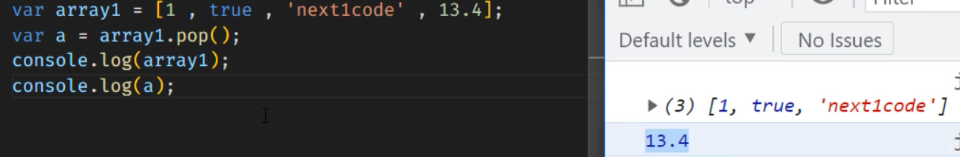 var array1 = [1 , true , 'next1code' , 13.4];
var a = array1.pop();
console.log(array1);
console.log(a);
top
Default levels ▼
No Issues
▶ (3) [1, true, 'next1code']
13.4